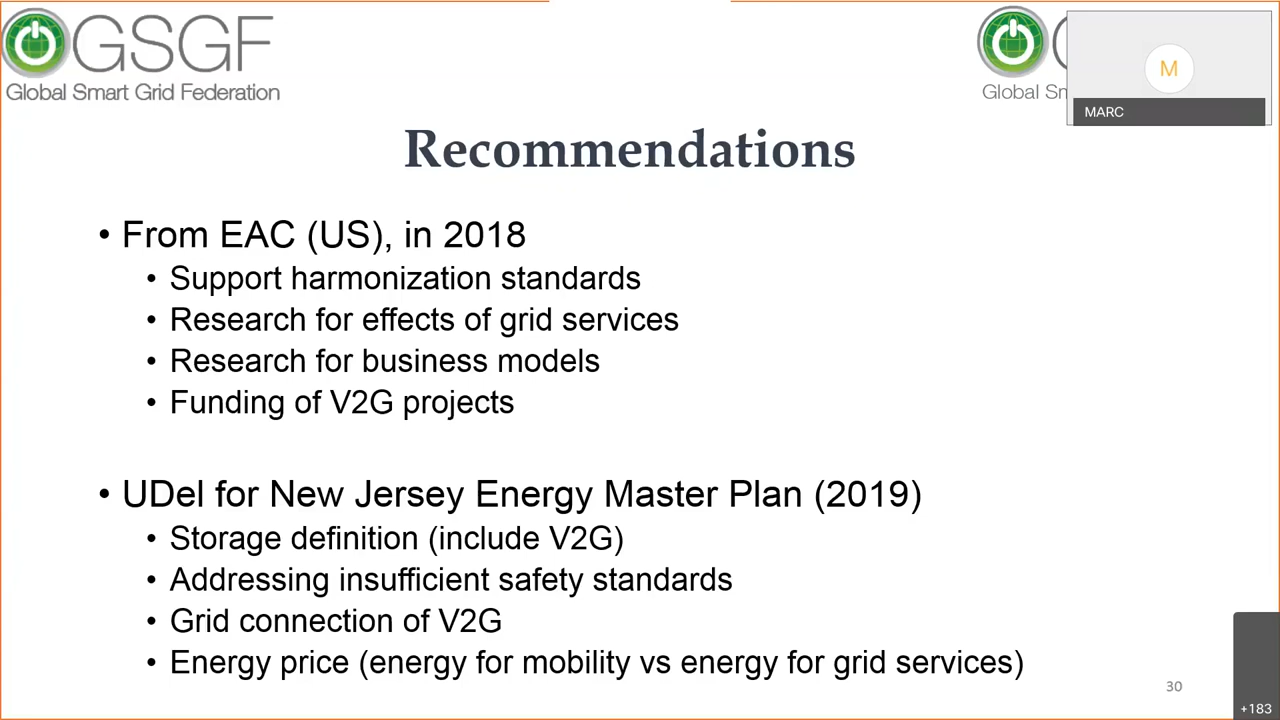 GSGF
Global Smart Grid Federation
Global Sm
M
MARC
Recommendations
• From EAC (US), in 2018
• Support harmonization standards
• Research for effects of grid services
• Research for business models
• Funding of V2G projects
• UDel for New Jersey Energy Master Plan (2019)
• Storage definition (include V2G)
• Addressing insufficient safety standards
• Grid connection of V2G
• Energy price (energy for mobility vs energy for grid services)
30
+183